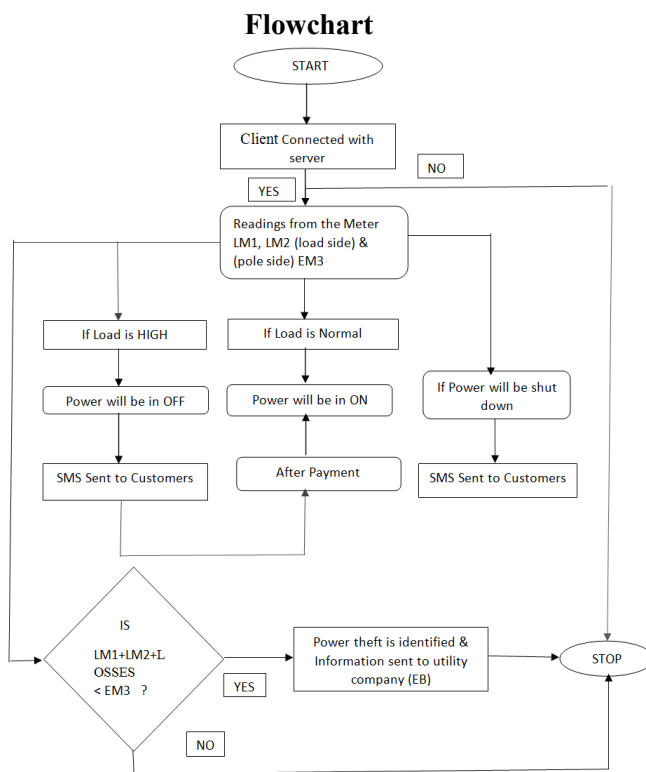 Flowchart
START
Client Connected with
server
NO
YES
Readings from the Meter
LM1, LM2 (load side) &
(pole side) EM3
If Load is HIGH
If Load is Normal
Power will be in OFF
Power will be in ON
If Power will be shut
down
SMS Sent to Customers
After Payment
SMS Sent to Customers
IS
LM1+LM2+L
OSSES
< EM3 ?
YES
Power theft is identified &
Information sent to utility
company (EB)
STOP
NO